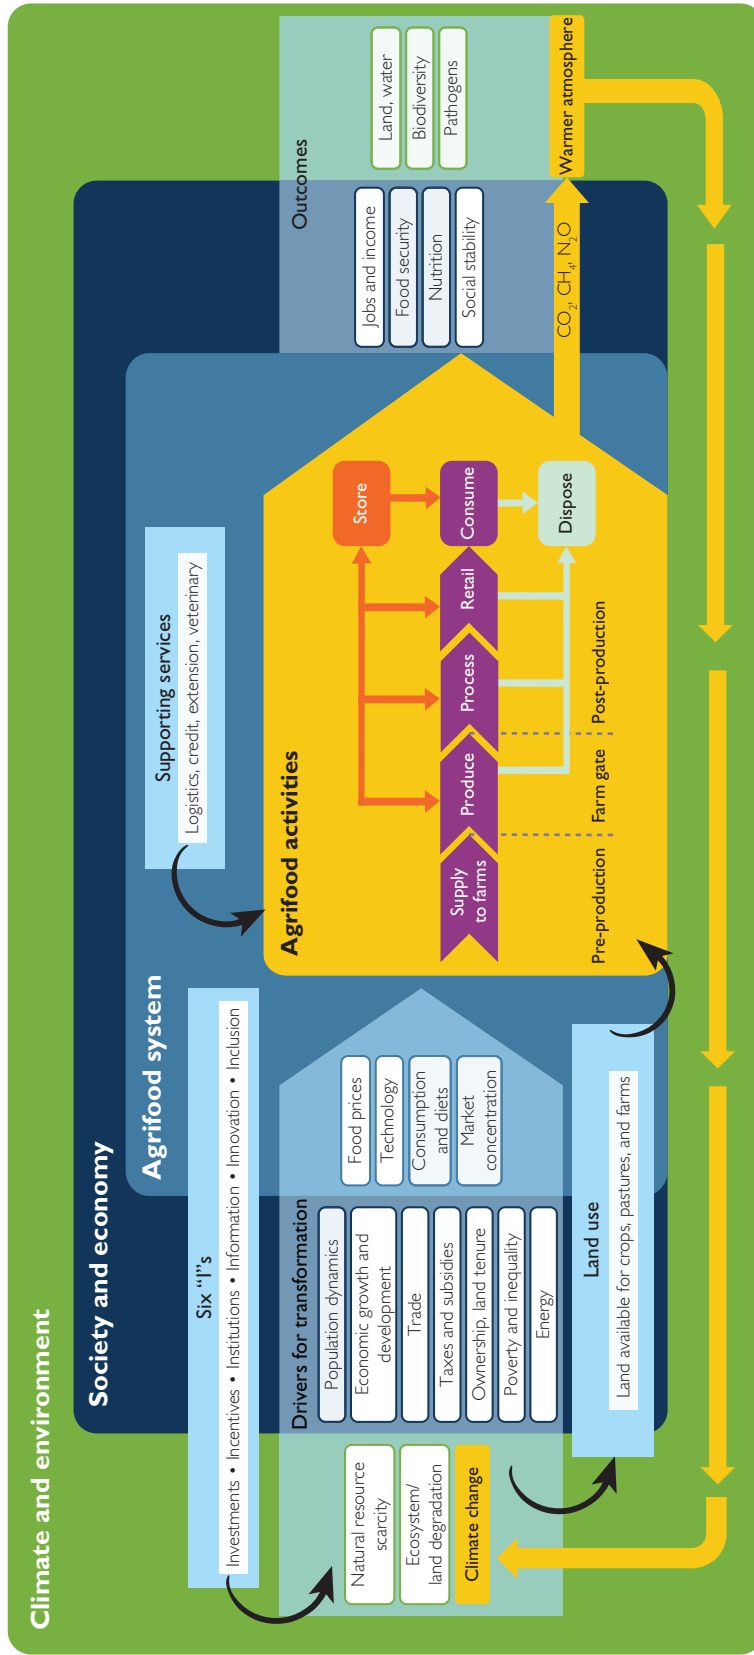 Climate and environment
Society and economy
Agrifood system
Six “I”s
Investments • Incentives • Institutions • Information • Innovation • Inclusion
Supporting services
Logistics, credit, extension, veterinary
Drivers for transformation
Natural resource
scarcity
Ecosystem/
land degradation
Climate change
Population dynamics
Economic growth and
development
Trade
Taxes and subsidies
Ownership, land tenure
Poverty and inequality
Energy
Food prices
Technology
Consumption
and diets
Market
concentration
Land use
Land available for crops, pastures, and farms
Agrifood activities
Store
Supply
to farms
Produce
Process
Retail
Consume
Dispose
Pre-production
Farm gate
Post-production
Outcomes
Jobs and income
Food security
Nutrition
Social stability
Land, water
Biodiversity
Pathogens
CO₂, CH₄, N₂O
Warmer atmosphere